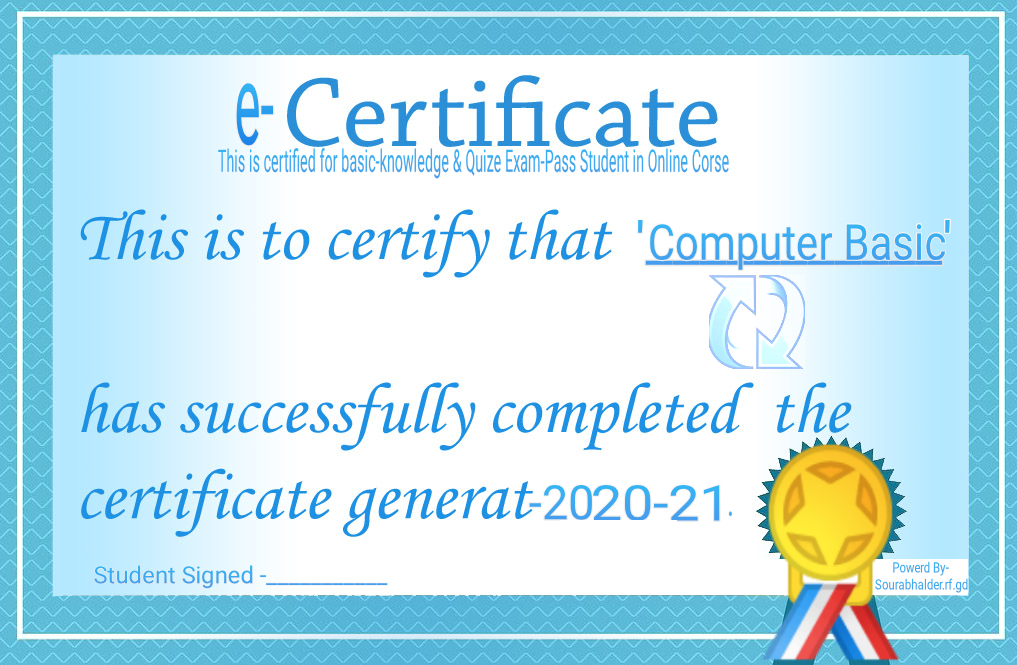 e-Certificate
This is certified for basic-knowledge & Quize Exam-Pass Student in Online Corse
This is to certify that 'Computer Basic'
has successfully completed the
certificate generat-2020-21.
Student Signed -___________
Powerd By-
Sourabhalder.rf.gd